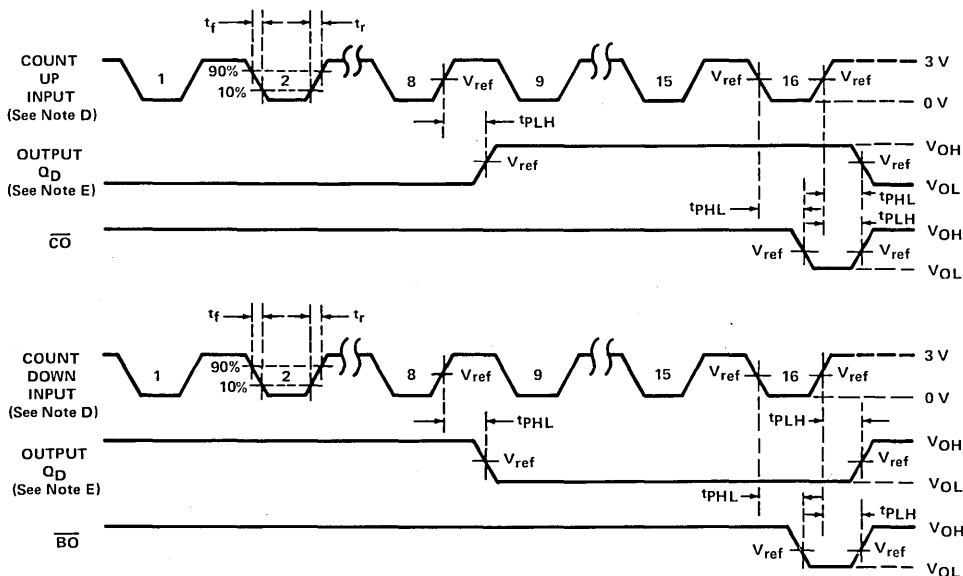 tf
tr
COUNT
UP
INPUT
(See Note D)
90%
10%
1
2
8
Vref
9
15
Vref
16
Vref
3 V
0 V
tPLH
OUTPUT
QD
(See Note E)
Vref
VOH
Vref
VOL
tPHL
tPHL
tPLH
CO
Vref
Vref
VOH
VOL
tf
tr
COUNT
DOWN
INPUT
(See Note D)
90%
10%
1
2
8
Vref
9
15
Vref
16
Vref
3 V
0 V
tPHL
tPLH
OUTPUT
QD
(See Note E)
Vref
VOH
Vref
VOL
tPHL
tPLH
BO
Vref
Vref
VOH
VOL